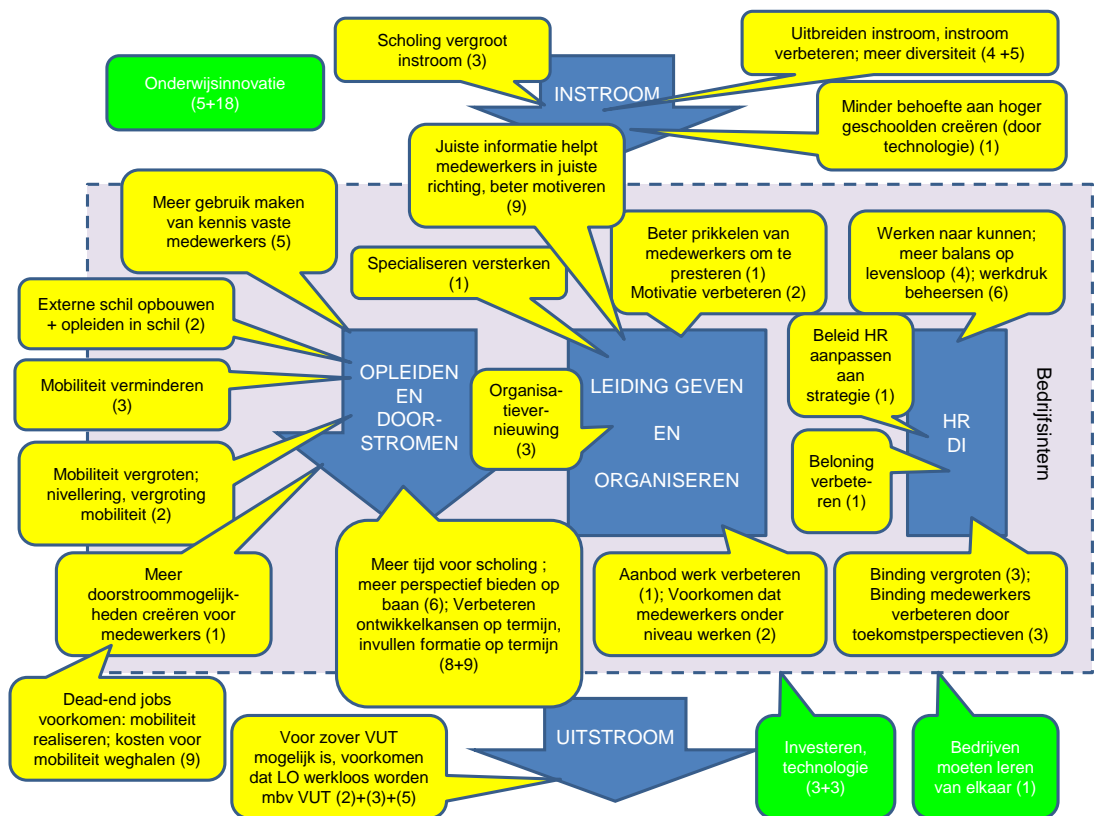 Scholing vergroot
instroom (3)
Uitbreiden instroom, instroom
verbeteren; meer diversiteit (4 +5)
Onderwijsinnovatie
(5+18)
INSTROOM
Minder behoefte aan hoger
geschoolden creëren (door
technologie) (1)
Juiste informatie helpt
medewerkers in juiste
richting, beter motiveren
(9)
Meer gebruik maken
van kennis vaste
medewerkers (5)
Specialiseren versterken
(1)
Beter prikkelen van
medewerkers om te
presteren (1)
Motivatie verbeteren (2)
Werken naar kunnen;
meer balans op
levensloop (4); werkdruk
beheersen (6)
Externe schil opbouwen
+ opleiden in schil (2)
Mobiliteit verminderen
(3)
OPLEIDEN
EN
DOOR-
STROMEN
Organisa-
tiever-
nieuwing
(3)
LEIDING GEVEN
EN
ORGANISEREN
Beleid HR
aanpassen
aan
strategie (1)
HR
DI
Bedrijfsintern
Beloning
verbete-
ren (1)
Mobiliteit vergroten;
nivellering, vergroting
mobiliteit (2)
Meer
doorstroommogelijk-
heden creëren voor
medewerkers (1)
Meer tijd voor scholing ;
meer perspectief bieden op
baan (6); Verbeteren
ontwikkelkansen op termijn,
invullen formatie op termijn
(8+9)
Aanbod werk verbeteren
(1); Voorkomen dat
medewerkers onder
niveau werken (2)
Binding vergroten (3);
Binding medewerkers
verbeteren door
toekomstperspectieven (3)
Dead-end jobs
voorkomen: mobiliteit
realiseren; kosten voor
mobiliteit weghalen (9)
Voor zover VUT
mogelijk is, voorkomen
dat LO werkloos worden
mbv VUT (2)+(3)+(5)
UITSTROOM
Investeren,
technologie
(3+3)
Bedrijven
moeten leren
van elkaar (1)